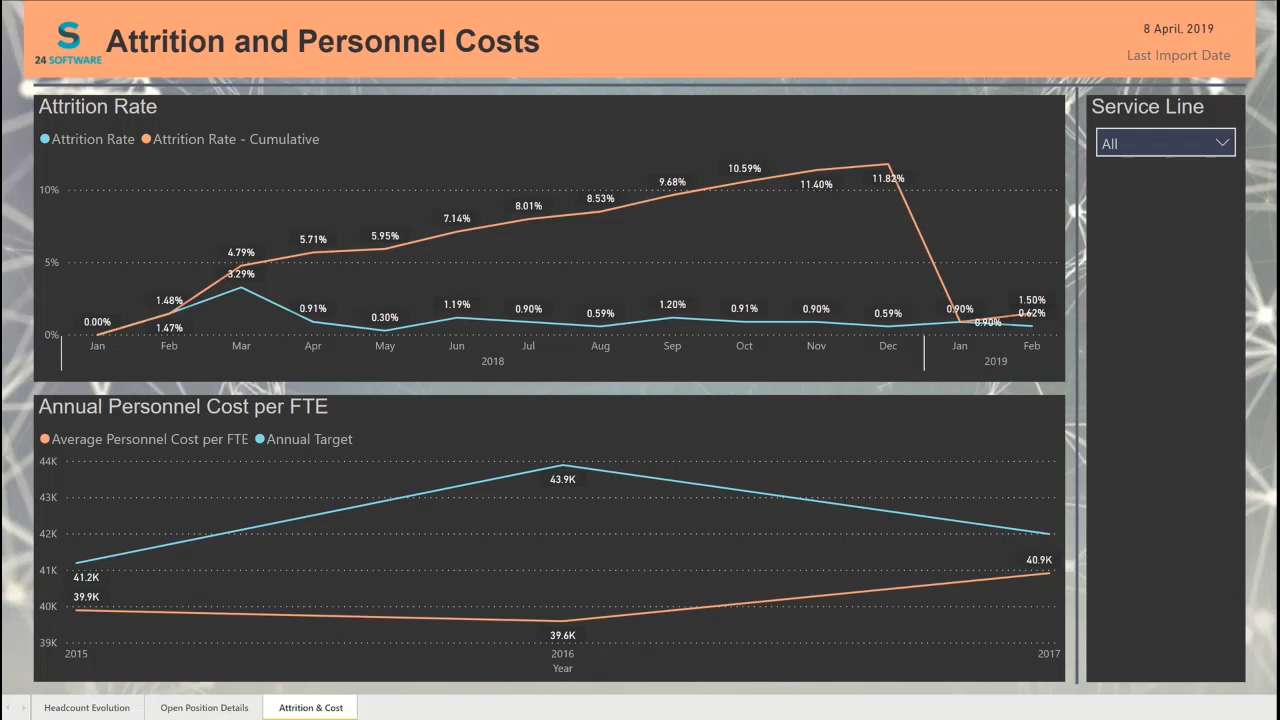 S
24 SOFTWARE
Attrition and Personnel Costs
8 April, 2019
Last Import Date
Attrition Rate
Attrition Rate Attrition Rate - Cumulative
10%
5%
0%
0.00%
1.48%
1.47%
4.79%
3.29%
5.71%
0.91%
5.95%
0.30%
7.14%
1.19%
8.01%
0.90%
8.53%
0.59%
9.68%
1.20%
10.59%
0.91%
11.40%
0.90%
11.82%
0.59%
0.90%
0.90%
1.50%
0.62%
Jan Feb Mar Apr May Jun Jul Aug Sep Oct Nov Dec Jan Feb
2018 2019
Service Line
All
Annual Personnel Cost per FTE
Average Personnel Cost per FTE Annual Target
44K
43K
42K
41K
40K
39K
41.2K
39.9K
43.9K
39.6K
40.9K
2015 2016 2017
Year
Headcount Evolution Open Position Details Attrition & Cost